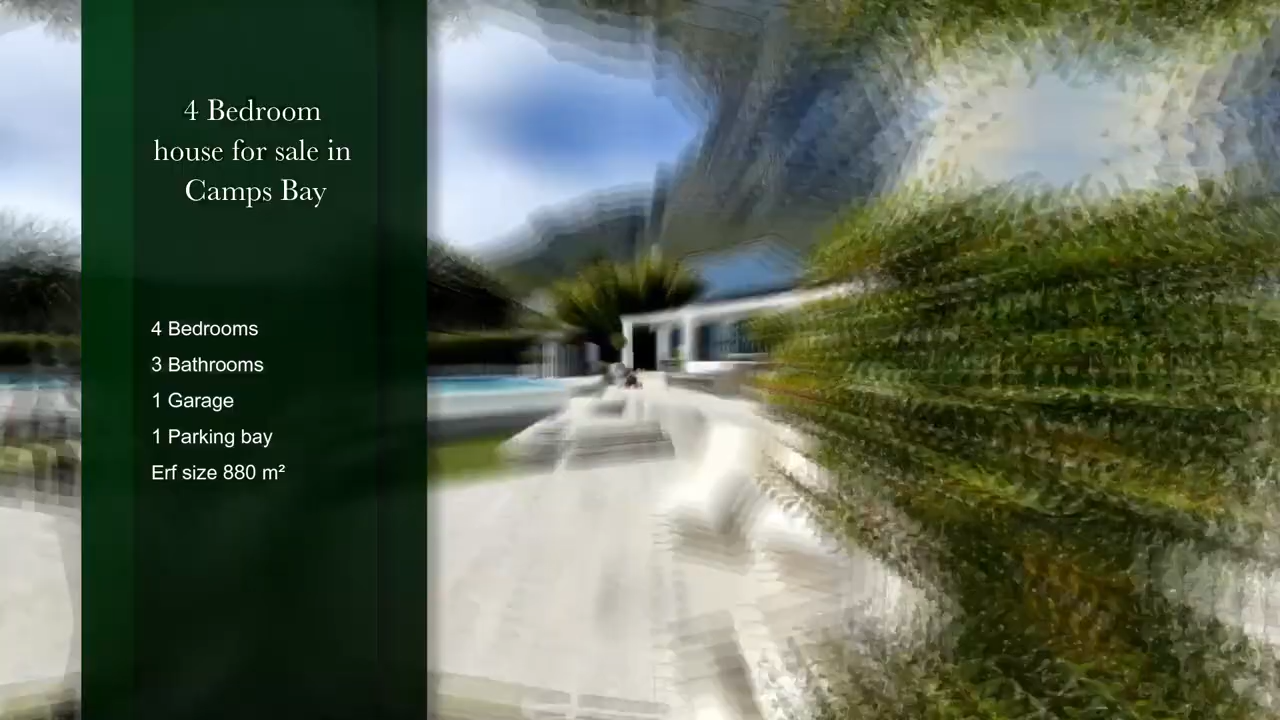 4 Bedroom
house for sale in
Camps Bay
4 Bedrooms
3 Bathrooms
1 Garage
1 Parking bay
Erf size 880 m²